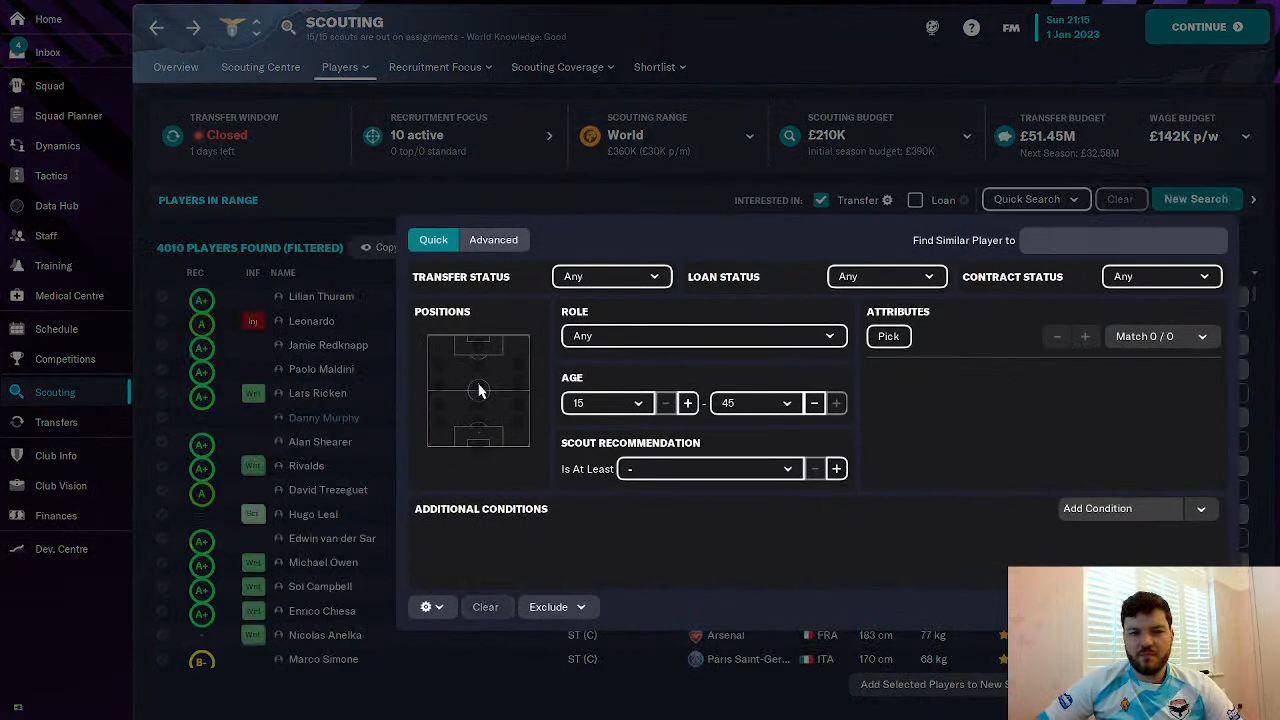 Home
SCOUTING
15/15 scouts are out on assignments - World Knowledge: Good
FM
Sun 21:15
1 Jan 2023
CONTINUE
4
Inbox
Overview
Scouting Centre
Players
Recruitment Focus
Scouting Coverage
Shortlist
Squad
Squad Planner
Dynamics
Tactics
Data Hub
Staff
Training
Medical Centre
Schedule
Competitions
Scouting
Transfers
Club Info
Club Vision
Finances
Dev. Centre
TRANSFER WINDOW
Closed
1 days left
RECRUITMENT FOCUS
10 active
0 top/0 standard
SCOUTING RANGE
World
£360K (£30K p/m)
SCOUTING BUDGET
£210K
Initial season budget: £390K
TRANSFER BUDGET
£51.45M
Next Season: £32.58M
WAGE BUDGET
£142K p/w
PLAYERS IN RANGE
INTERESTED IN:
Transfer
Loan
Quick Search
Clear
New Search
4010 PLAYERS FOUND (FILTERED)
Copy
REC INF NAME
A+ Lilian Thuram
A Inj Leonardo
A+ Jamie Redknapp
A+ Paolo Maldini
A+ Wnt Lars Ricken
Danny Murphy
A+ Alan Shearer
A+ Wnt Rivaldo
A David Trezeguet
Hugo Leal
A+ Edwin van der Sar
A+ Wnt Michael Owen
A+ Wnt Sol Campbell
A+ Wnt Enrico Chiesa
- Wnt Nicolas Anelka ST (C) Arsenal FRA 183 cm 77 kg
B- Marco Simone ST (C) Paris Saint-Ger... ITA 170 cm 68 kg
Add Selected Players to New S
Quick
Advanced
Find Similar Player to
TRANSFER STATUS
Any
LOAN STATUS
Any
CONTRACT STATUS
Any
POSITIONS
ROLE
Any
AGE
15
- +
-
45
- +
SCOUT RECOMMENDATION
Is At Least
-
- +
ATTRIBUTES
Pick
- +
Match 0 / 0
ADDITIONAL CONDITIONS
Add Condition
Clear
Exclude